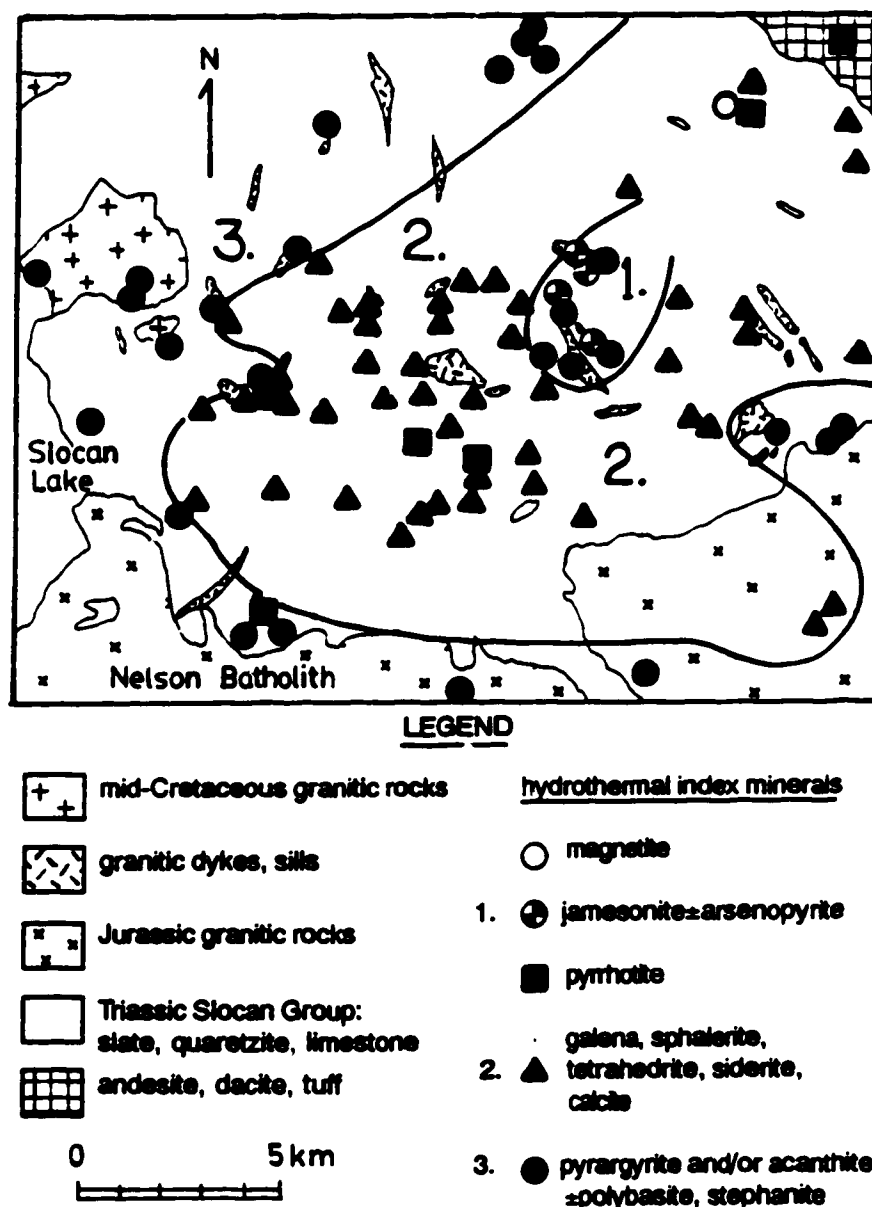 N
3.
2.
1.
2.
Slocan
Lake
Nelson Batholith
LEGEND
mid-Cretaceous granitic rocks
granitic dykes, sills
Jurassic granitic rocks
Triassic Slocan Group:
slate, quaretzite, limestone
andesite, dacite, tuff
0 5 km
hydrothermal index minerals
magnetite
1. jamesonite±arsenopyrite
pyrrhotite
galena, sphalerite,
2. tetrahedrite, siderite,
calcite
3. pyrargyrite and/or acanthite
±polybasite, stephanite